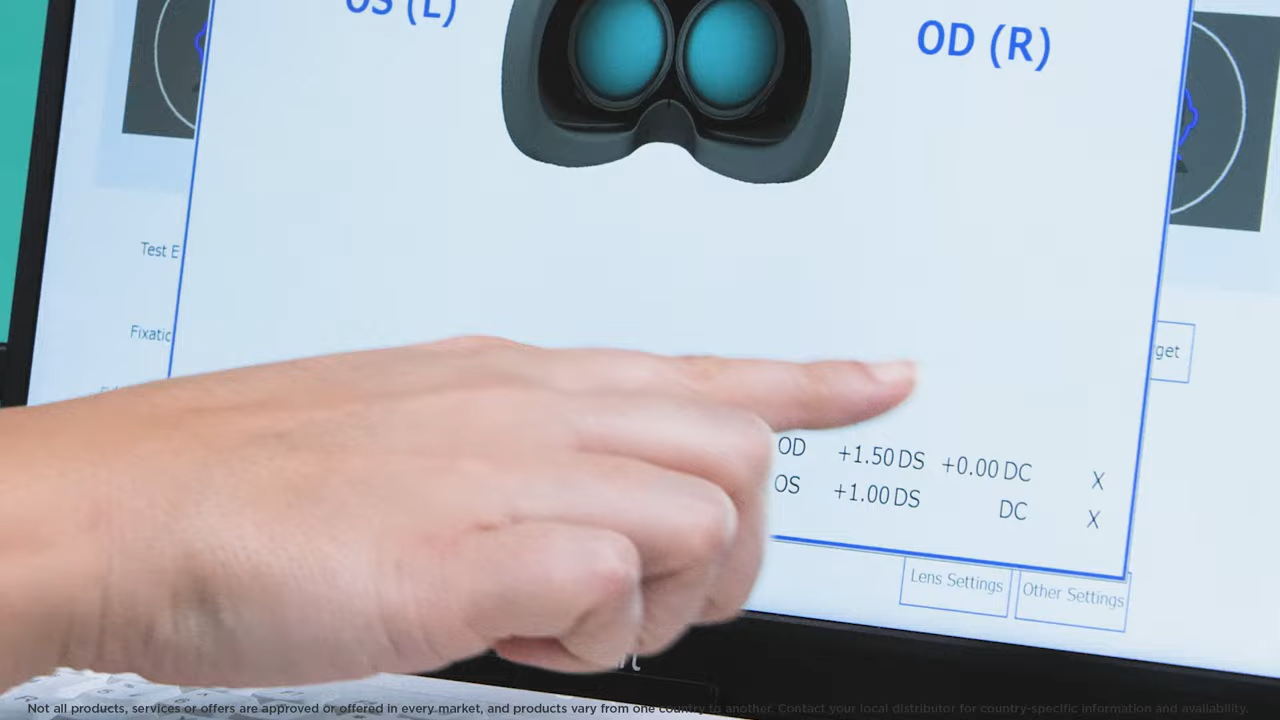 OS (L)
OD (R)
Test E
Fixatic
get
OD +1.50 DS +0.00 DC X
OS +1.00 DS DC X
Lens Settings
Other Settings
Not all products, services or offers are approved or offered in every market, and products vary from one country to another. Contact your local distributor for country-specific information and availability.